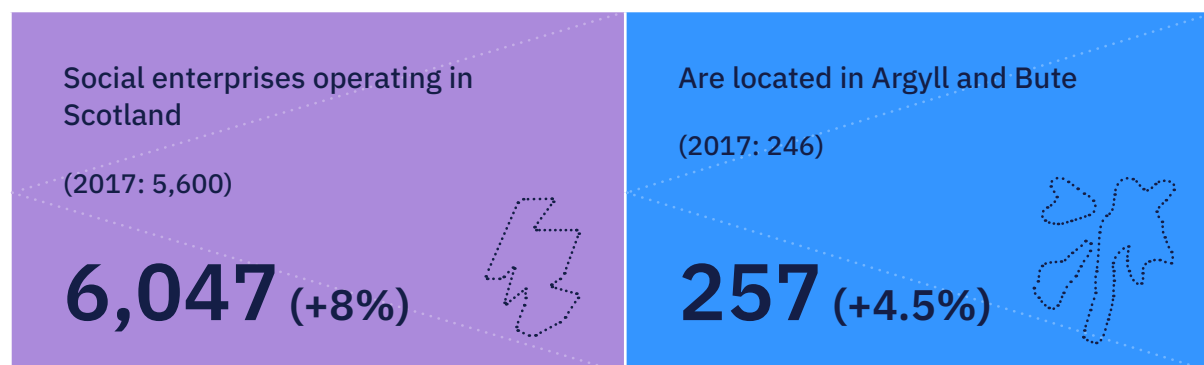 Social enterprises operating in
Scotland
(2017: 5,600)
6,047 (+8%)
Are located in Argyll and Bute
(2017: 246)
257 (+4.5%)